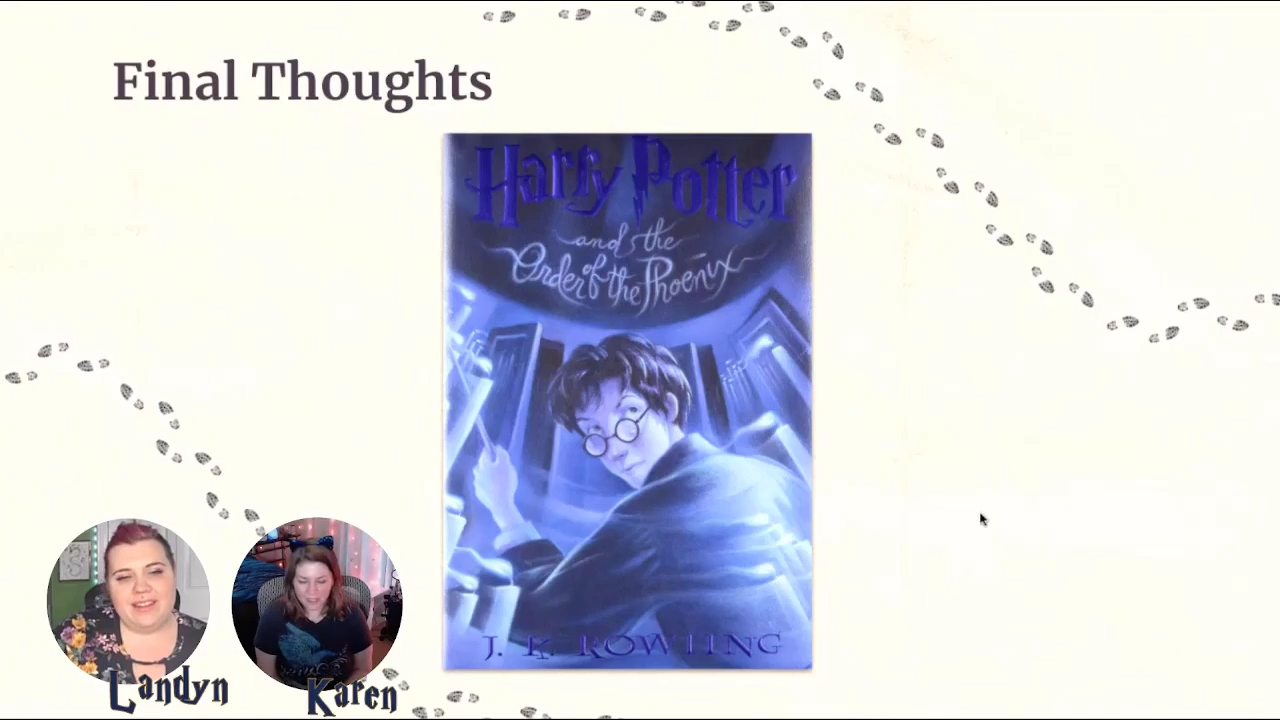 Final Thoughts
Harry Potter
and the
Order of the Phoenix
J. K. ROWLING
Landyn
Karen